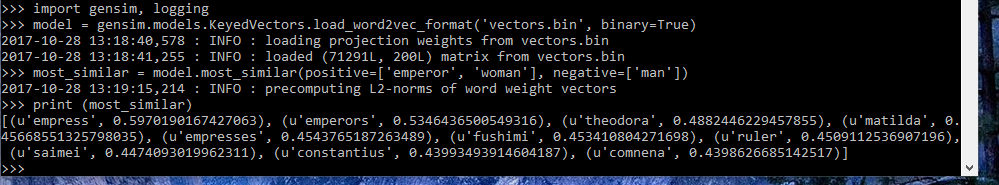 >>> import gensim, logging
>>> model = gensim.models.KeyedVectors.load_word2vec_format('vectors.bin', binary=True)
2017-10-28 13:18:40,578 : INFO : loading projection weights from vectors.bin
2017-10-28 13:18:41,255 : INFO : loaded (71291L, 200L) matrix from vectors.bin
>>> most_similar = model.most_similar(positive=['emperor', 'woman'], negative=['man'])
2017-10-28 13:19:15,214 : INFO : precomputing L2-norms of word weight vectors
>>> print (most_similar)
[(u'empress', 0.5970190167427063), (u'emperors', 0.5346436500549316), (u'theodora', 0.4882446229457855), (u'matilda', 0.
45668551325798035), (u'empresses', 0.4543765187263489), (u'fushimi', 0.453410804271698), (u'ruler', 0.4509112536907196),
 (u'saimei', 0.4474093019962311), (u'constantius', 0.43993493914604187), (u'comnena', 0.4398626685142517)]
>>>